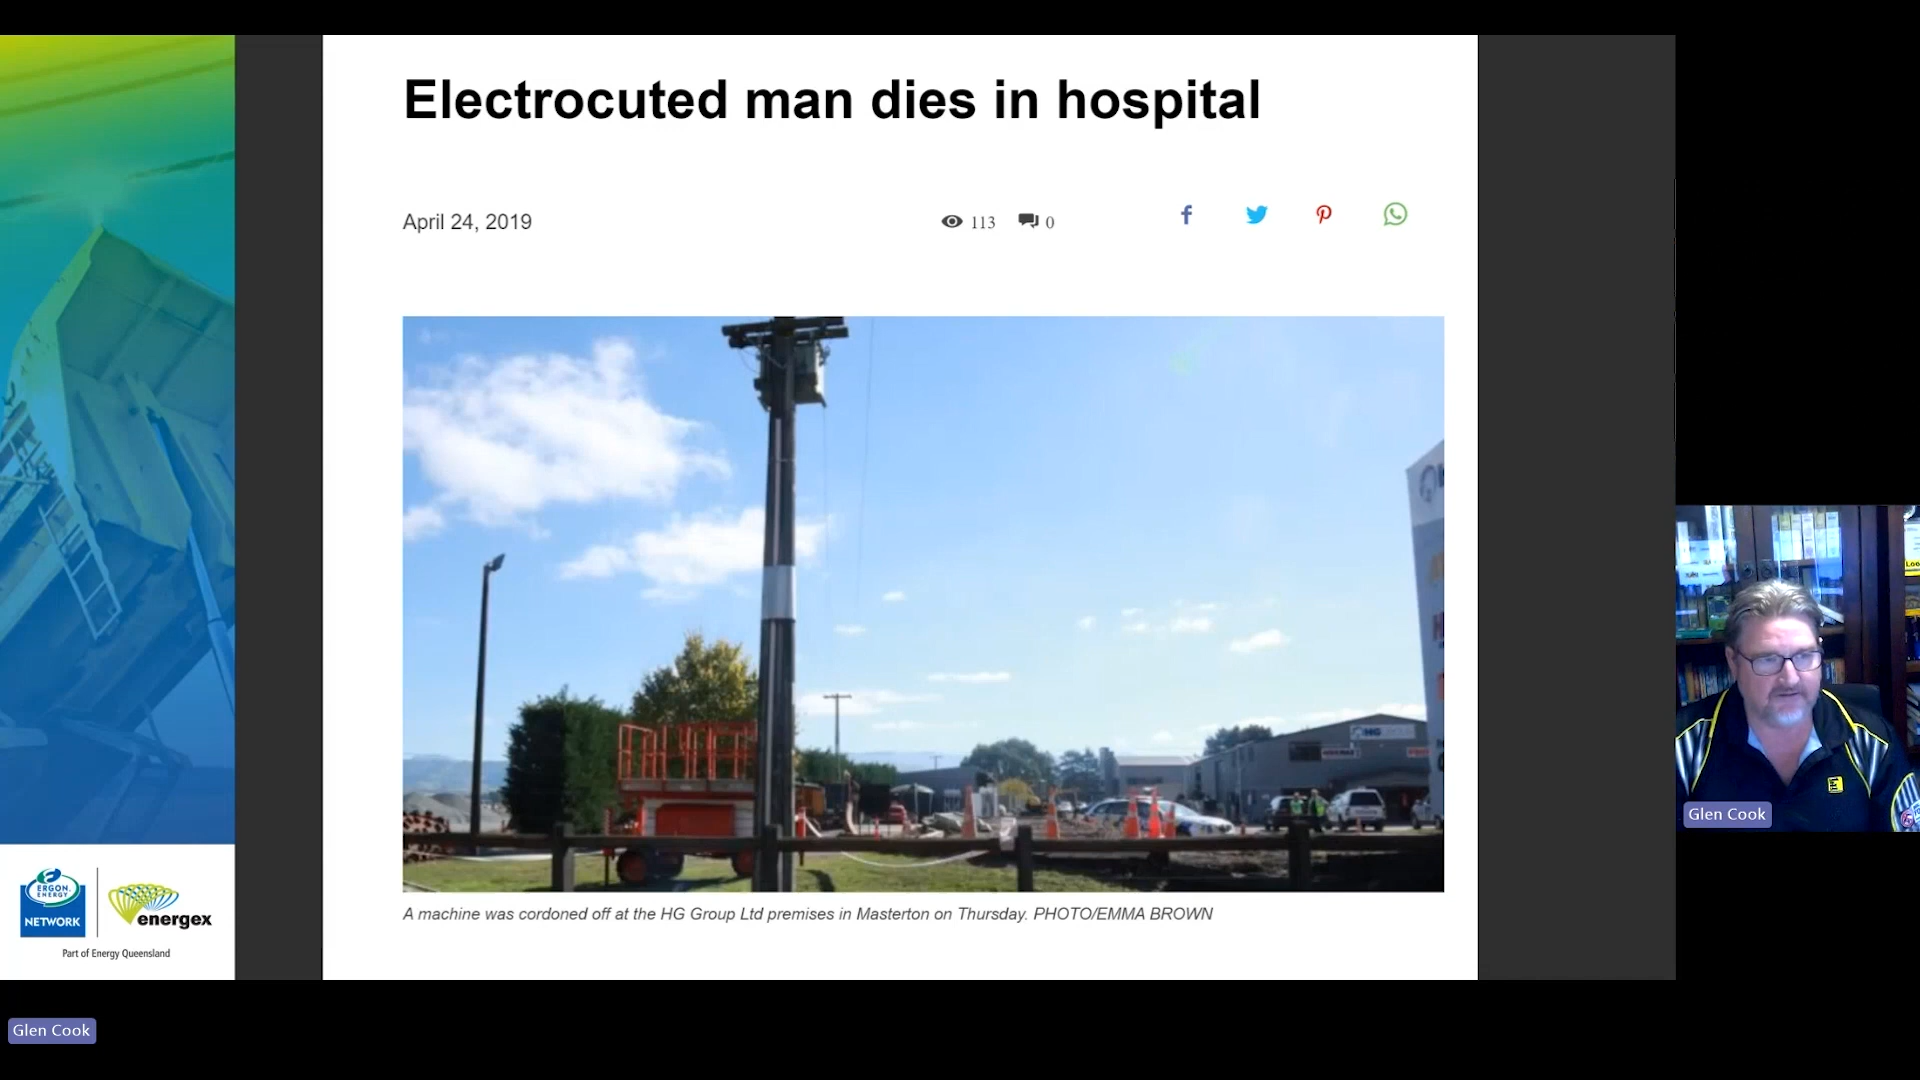 Electrocuted man dies in hospital
April 24, 2019
113
0
HG
A machine was cordoned off at the HG Group Ltd premises in Masterton on Thursday. PHOTO/EMMA BROWN
ERGON
ENERGY
NETWORK
energex
Part of Energy Queensland
Glen Cook
Glen Cook